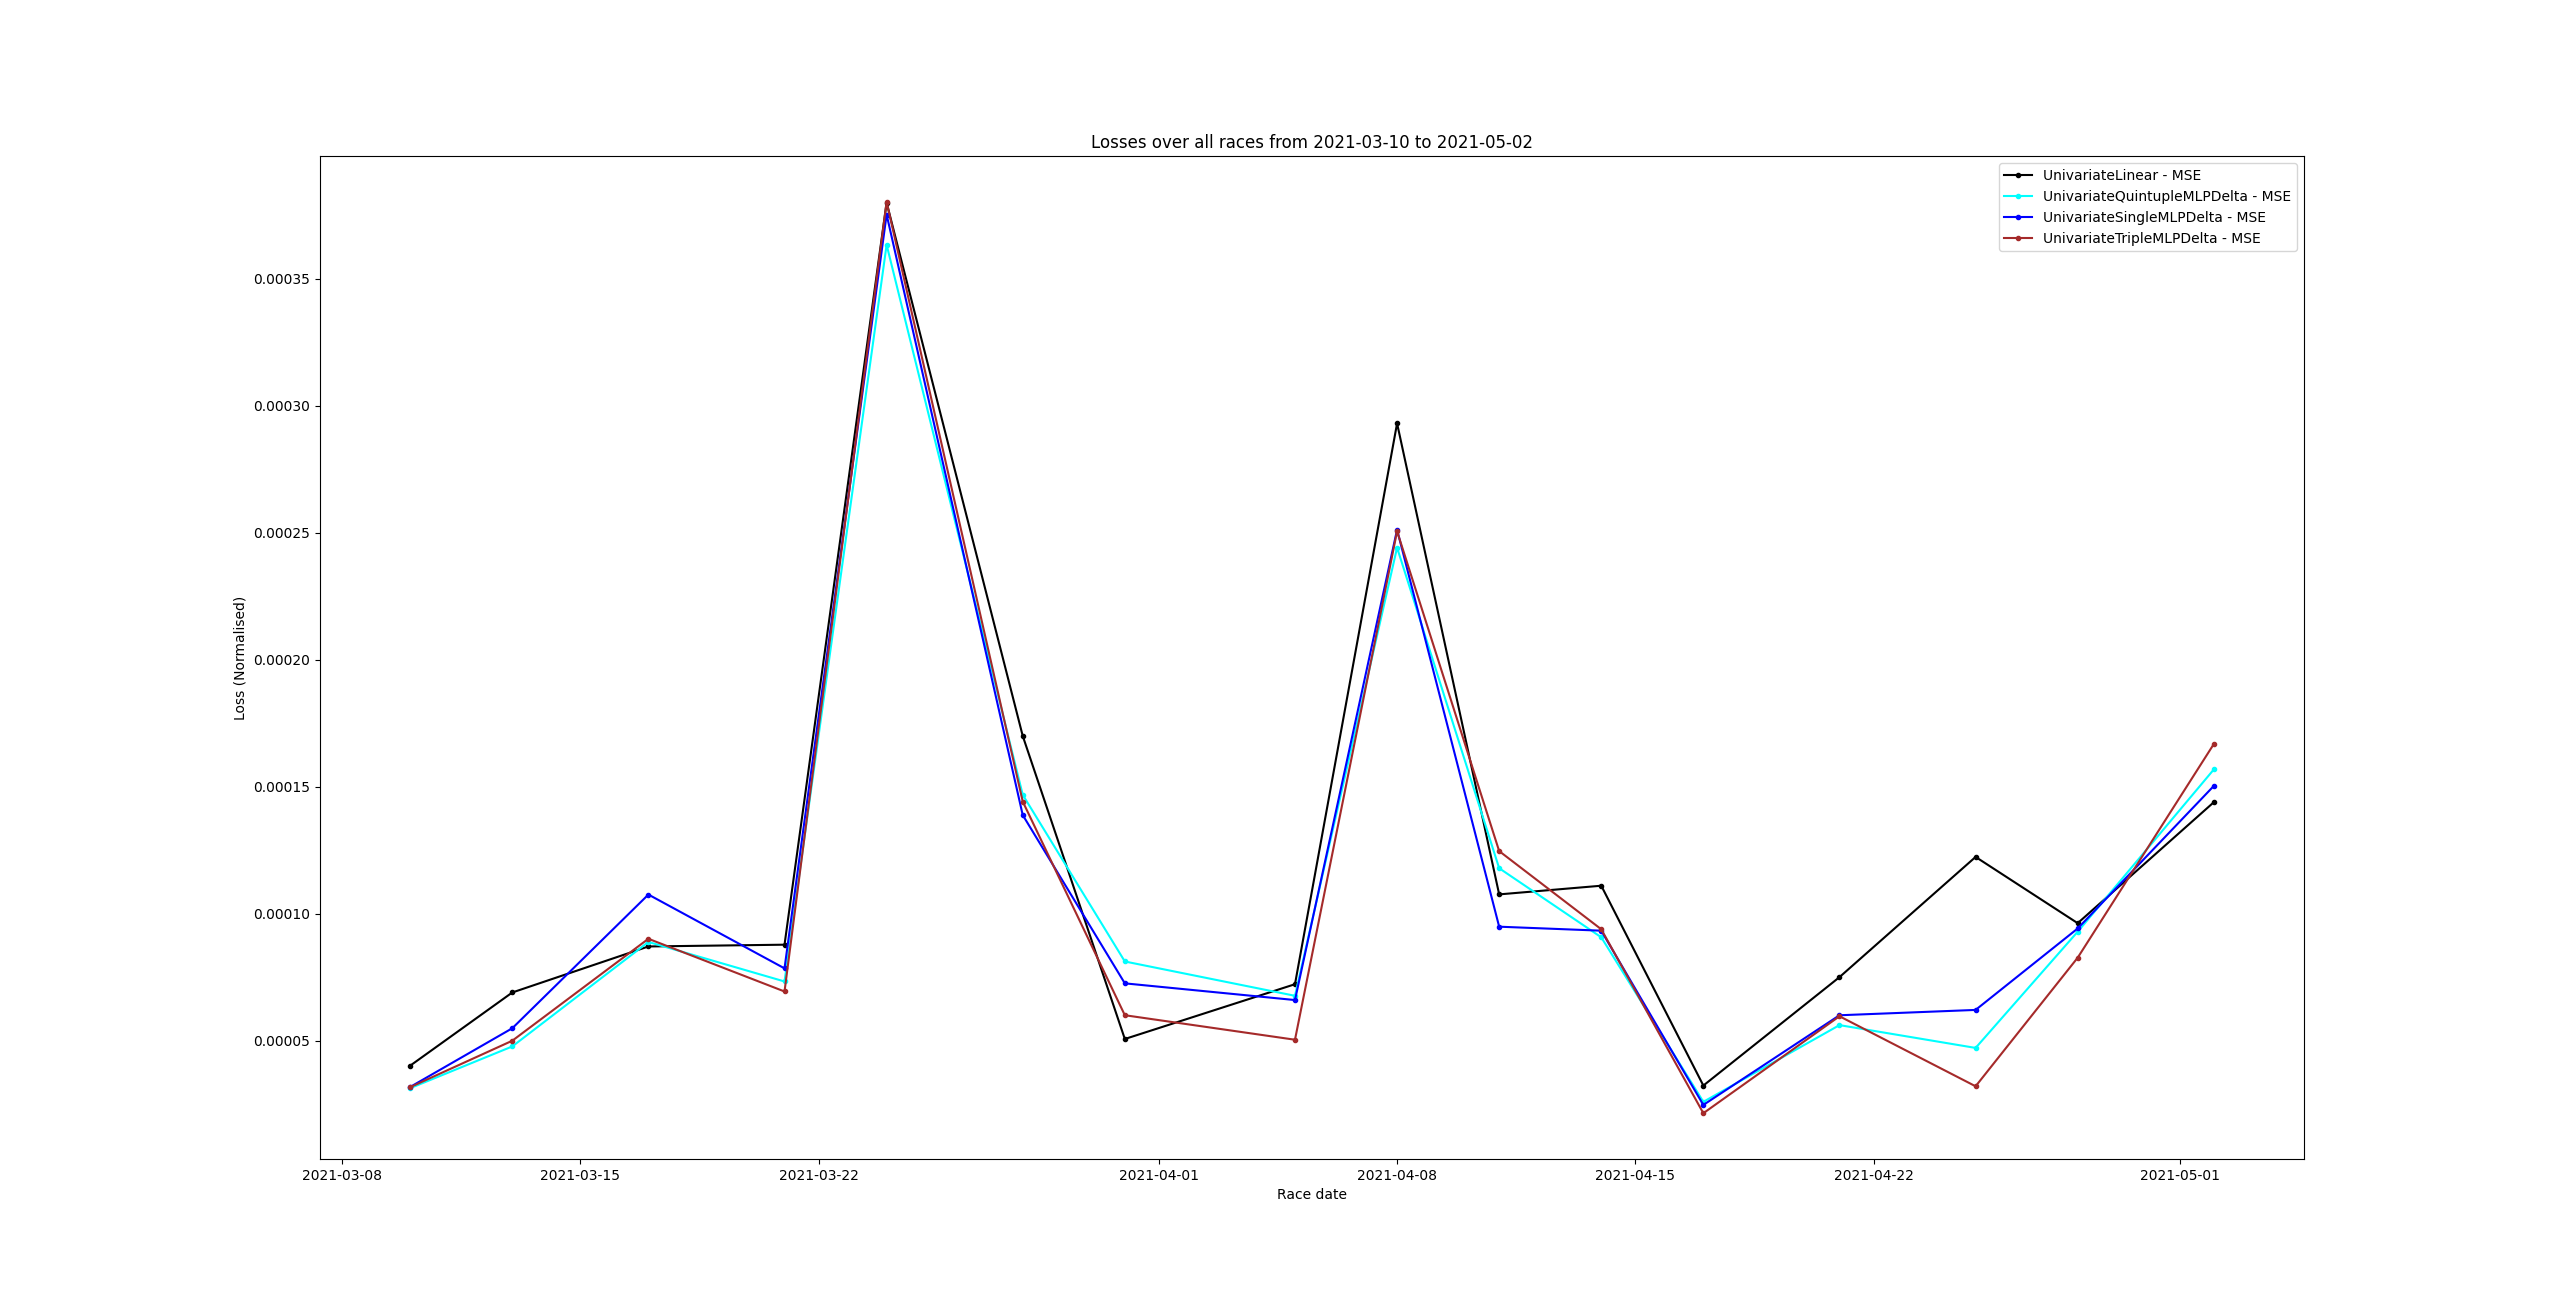 Losses over all races from 2021-03-10 to 2021-05-02
UnivariateLinear - MSE
UnivariateQuintupleMLPDelta - MSE
UnivariateSingleMLPDelta - MSE
UnivariateTripleMLPDelta - MSE
Loss (Normalised)
0.00035
0.00030
0.00025
0.00020
0.00015
0.00010
0.00005
2021-03-08 2021-03-15 2021-03-22 2021-04-01 2021-04-08 2021-04-15 2021-04-22 2021-05-01
Race date